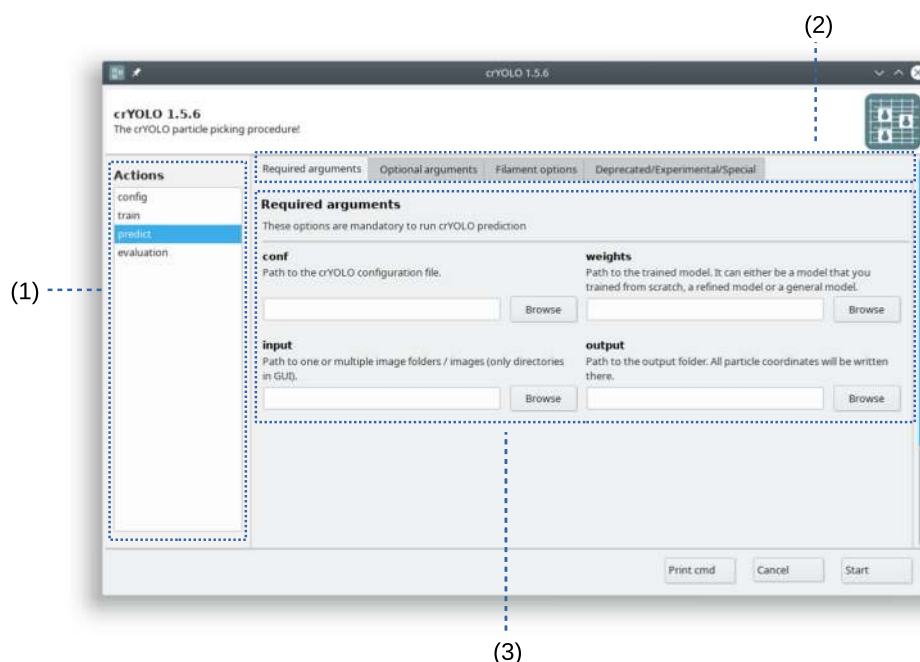 (2)
crYOLO 1.5.6
crYOLO 1.5.6
The crYOLO particle picking procedure!
Actions
config
train
predict
evaluation
(1)
Required arguments Optional arguments Filament options Deprecated/Experimental/Special
Required arguments
These options are mandatory to run crYOLO prediction
conf
Path to the crYOLO configuration file.
Browse
weights
Path to the trained model. It can either be a model that you
trained from scratch, a refined model or a general model.
Browse
input
Path to one or multiple image folders / images (only directories
in GUI).
Browse
output
Path to the output folder. All particle coordinates will be written
there.
Browse
Print cmd Cancel Start
(3)